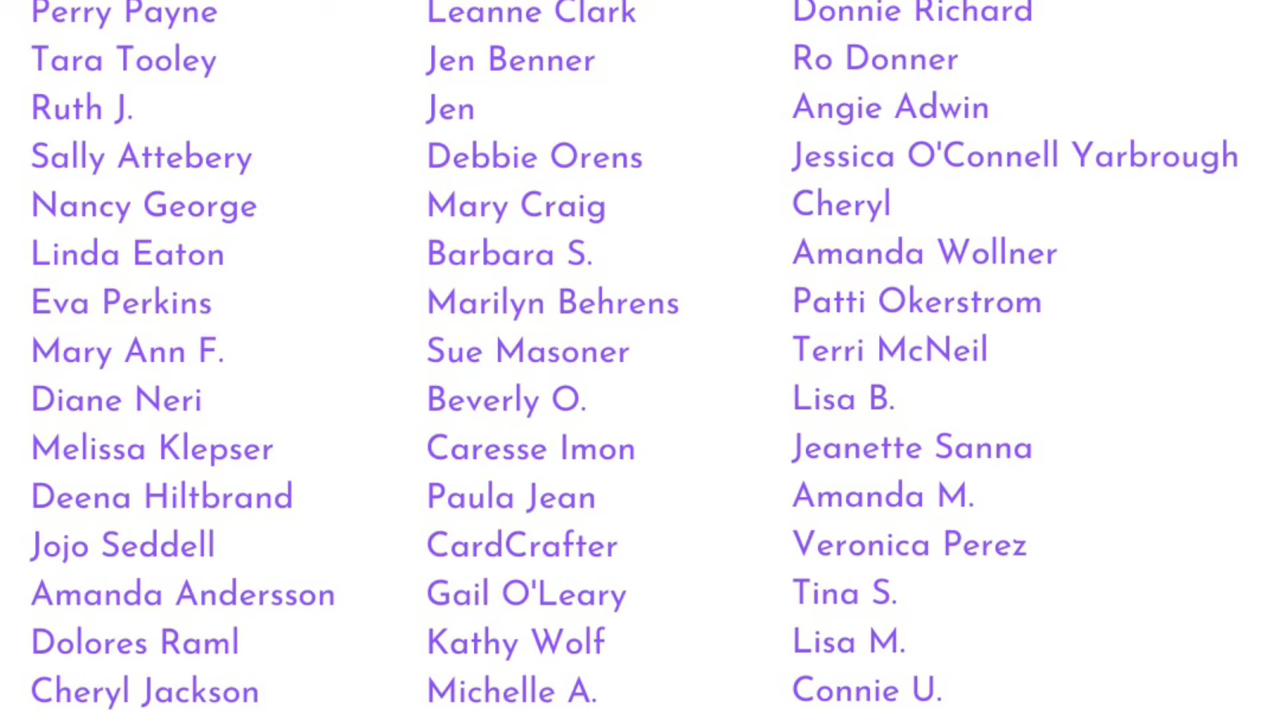 Perry Payne
Tara Tooley
Ruth J.
Sally Attebery
Nancy George
Linda Eaton
Eva Perkins
Mary Ann F.
Diane Neri
Melissa Klepser
Deena Hiltbrand
Jojo Seddell
Amanda Andersson
Dolores Raml
Cheryl Jackson
Leanne Clark
Jen Benner
Jen
Debbie Orens
Mary Craig
Barbara S.
Marilyn Behrens
Sue Masoner
Beverly O.
Caresse Imon
Paula Jean
CardCrafter
Gail O'Leary
Kathy Wolf
Michelle A.
Donnie Richard
Ro Donner
Angie Adwin
Jessica O'Connell Yarbrough
Cheryl
Amanda Wollner
Patti Okerstrom
Terri McNeil
Lisa B.
Jeanette Sanna
Amanda M.
Veronica Perez
Tina S.
Lisa M.
Connie U.